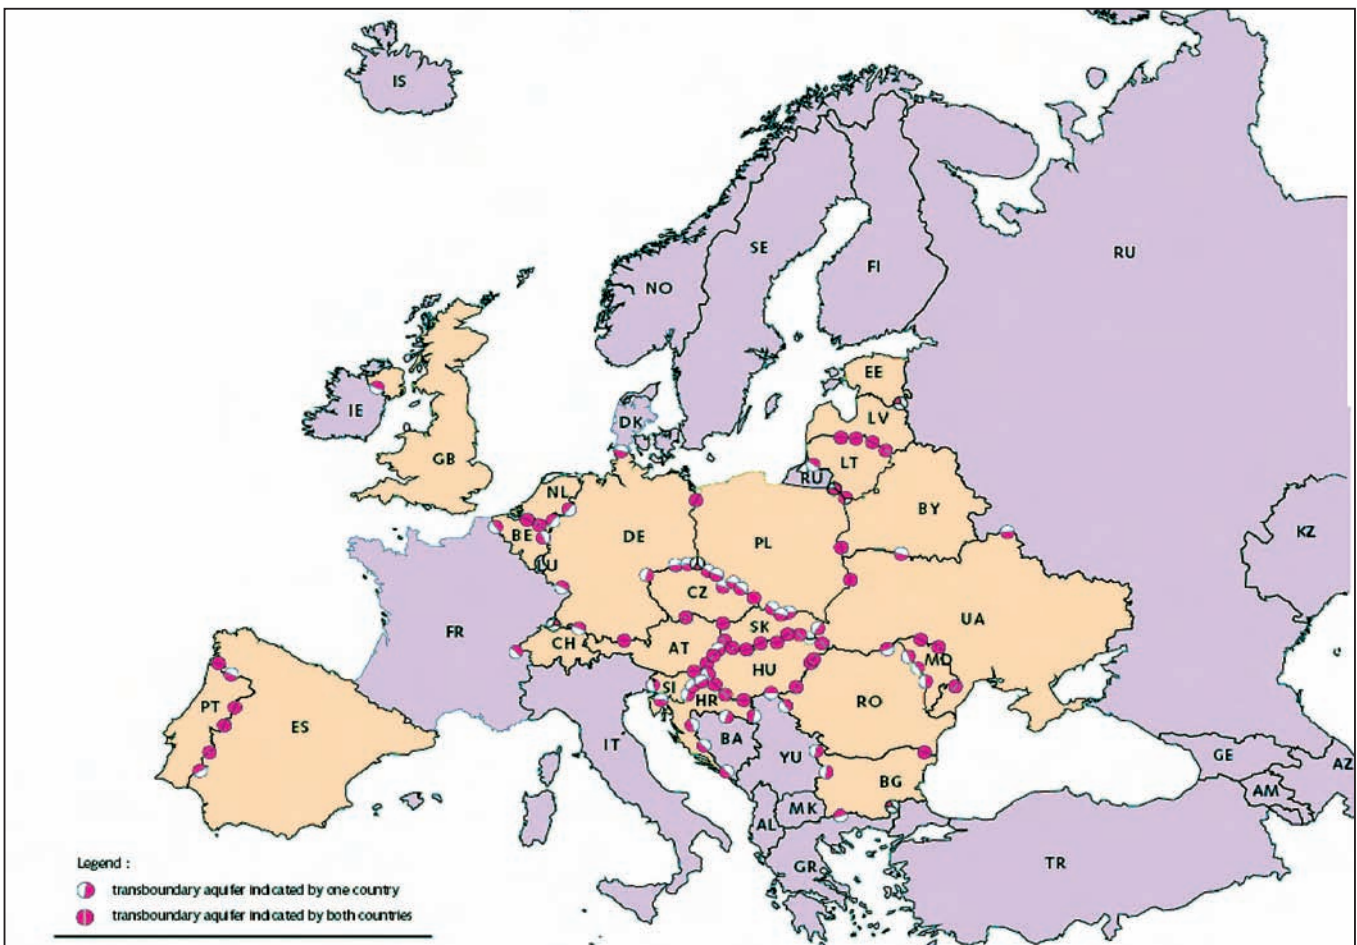 IS
RU
SE
FI
NO
EE
IE
DK
LV
GB
LT
RU
NL
BY
BE
DE
PL
KZ
LU
CZ
UA
FR
SK
CH
AT
HU
MD
SI
PT
ES
HR
RO
IT
BA
YU
GE
AZ
BG
AM
MK
AL
TR
GR
Legend :
transboundary aquifer indicated by one country
transboundary aquifer indicated by both countries